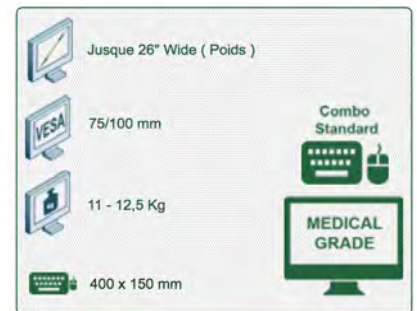 Jusque 26" Wide ( Poids )
VESA
75/100 mm
11 - 12,5 Kg
400 x 150 mm
Combo
Standard
MEDICAL
GRADE